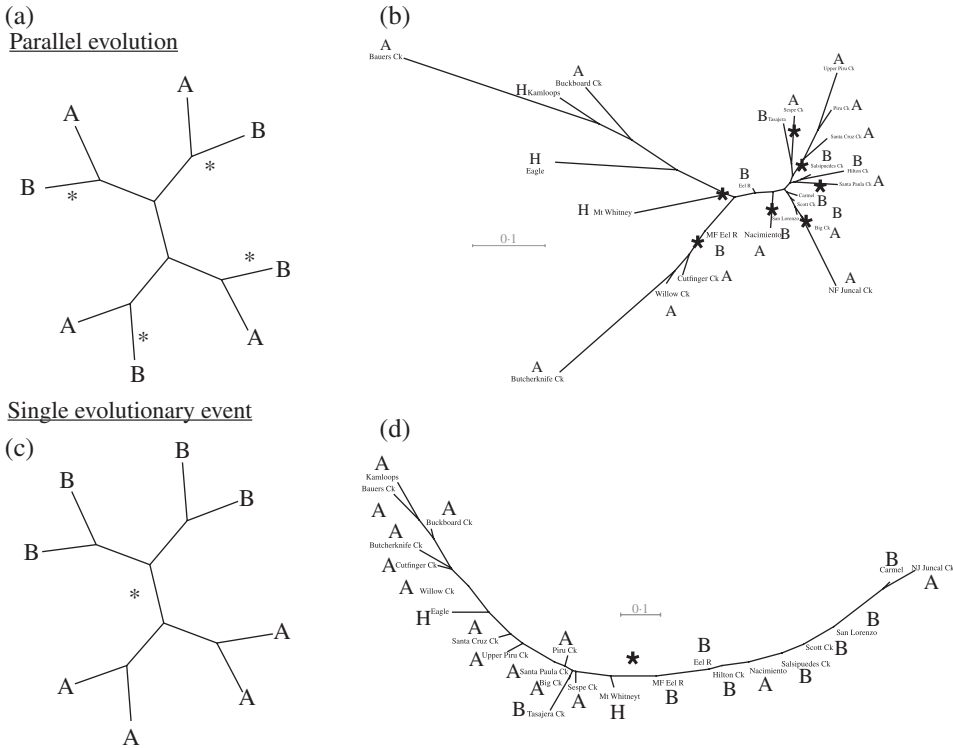 (a)
Parallel evolution
A
A
B
B
*
*
*
B
A
*
A
B
(b)
A
Bauers Ck
A
Buckboard Ck
H Kamloops
H
Eagle
H Mt Whitney
0·1
A
Upper Piru Ck
A
Sespe Ck
B Tasajera
Piru Ck A
Santa Cruz Ck A
B
Salsipuedes Ck
B
Hilton Ck
Santa Paula Ck A
B
Eel R
Carmel B
Scott Ck
B
San Lorenzo
B
Big Ck
A
Nacimiento
A
MF Eel R
B
Cutfinger Ck A
Willow Ck
A
A
NF Juncal Ck
A
Butcherknife Ck
Single evolutionary event
(c)
B
B
B
B
*
A
A
A
A
(d)
A
Kamloops
Bauers Ck
A
A
Buckboard Ck
A
Butcherknife Ck
A Cutfinger Ck
A Willow Ck
H Eagle
A
Santa Cruz Ck
A Upper Piru Ck
A
Piru Ck
A Santa Paula Ck
A Big Ck
Sespe Ck
A
B Tasajera Ck
0·1
Mt Whitneyt
H
MF Eel R
B
B
Eel R
Hilton Ck
B
Nacimiento
A
Salsipuedes Ck
B
Scott Ck B
B
San Lorenzo
B
Carmel
NJ Juncal Ck
A